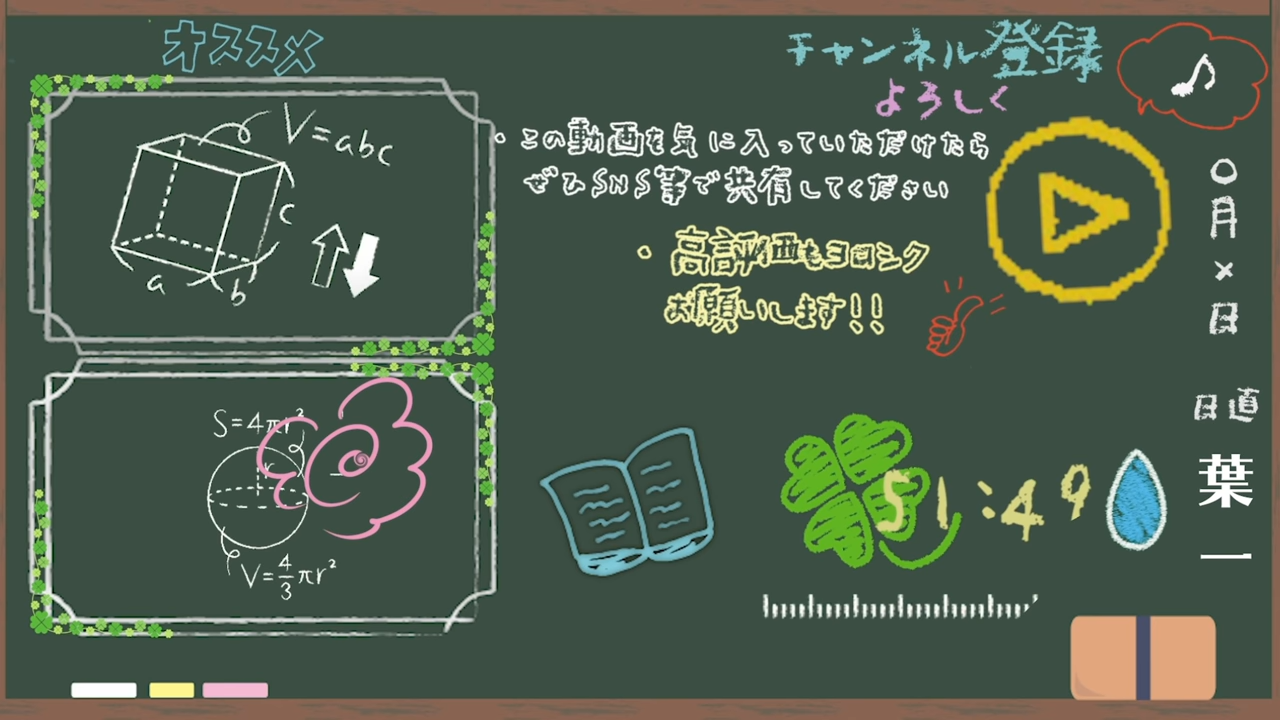 オススメ
V=abc
c
a
b
S=4πr²
r
V=4/3πr²
チャンネル登録
よろしく
・この動画を気に入っていただけたら
ぜひSNS等で共有してください
・高評価もヨロシク
お願いします!!
51:49
〇月×日
日直
葉一